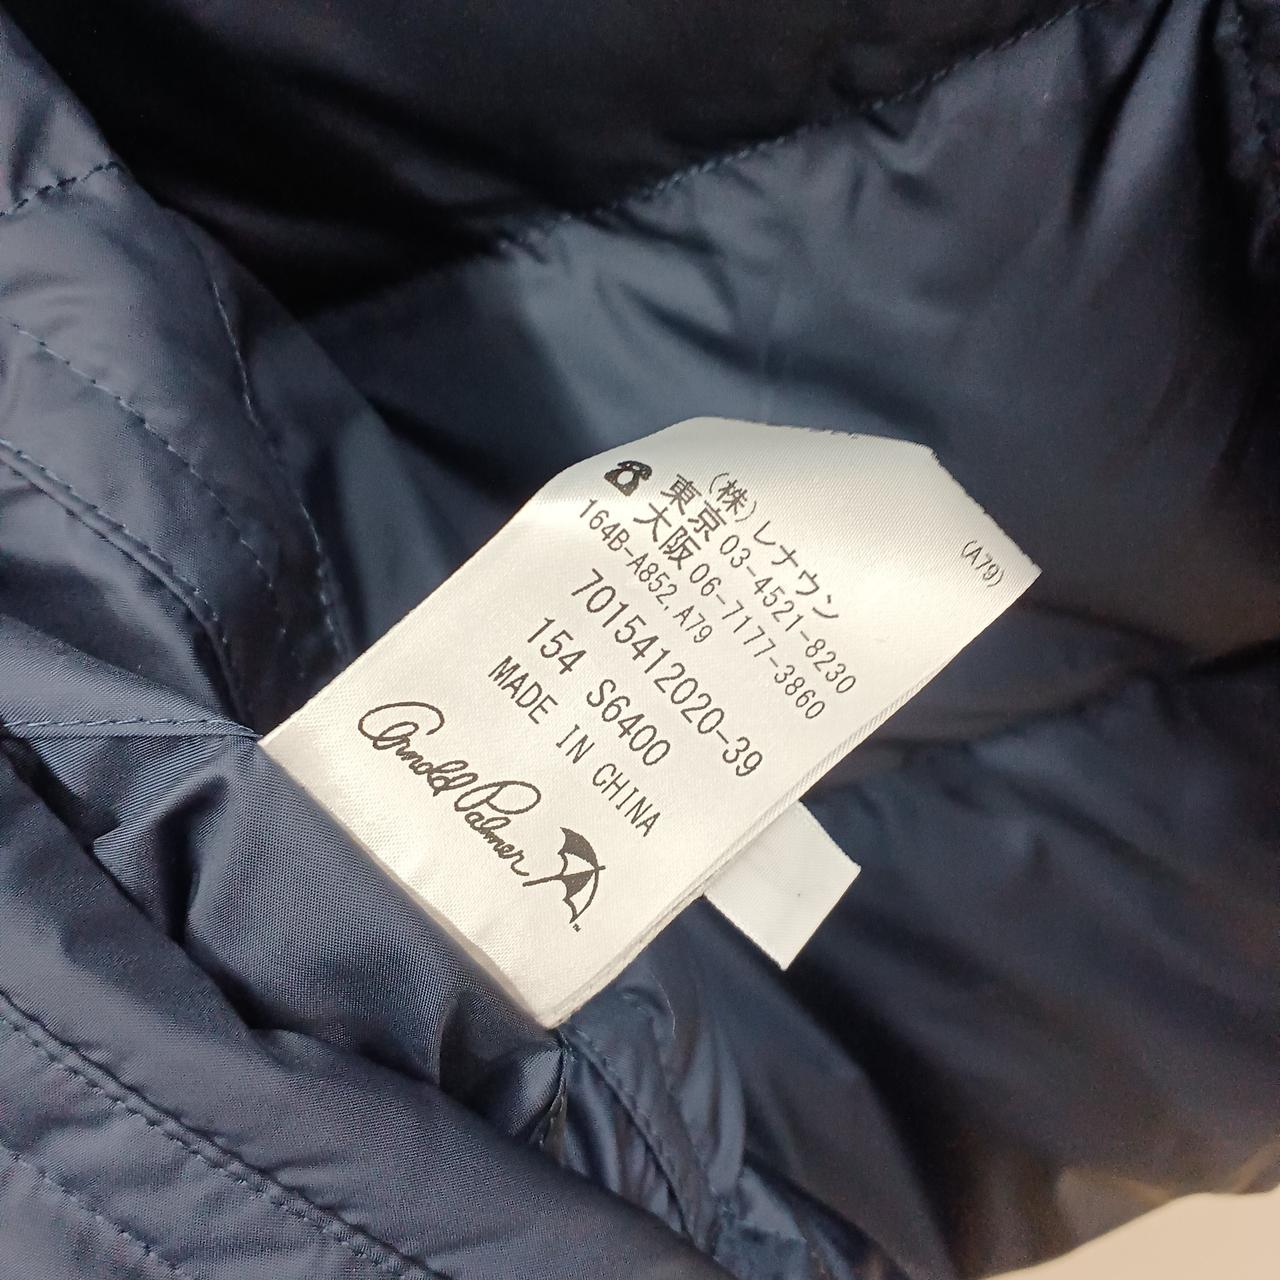 (株)レナウン
東京 03-4521-8230
大阪 06-7177-3860
164B-A852,A79
7015412020-39
154 S6400
MADE IN CHINA
Arnold Palmer
TM
(A79)